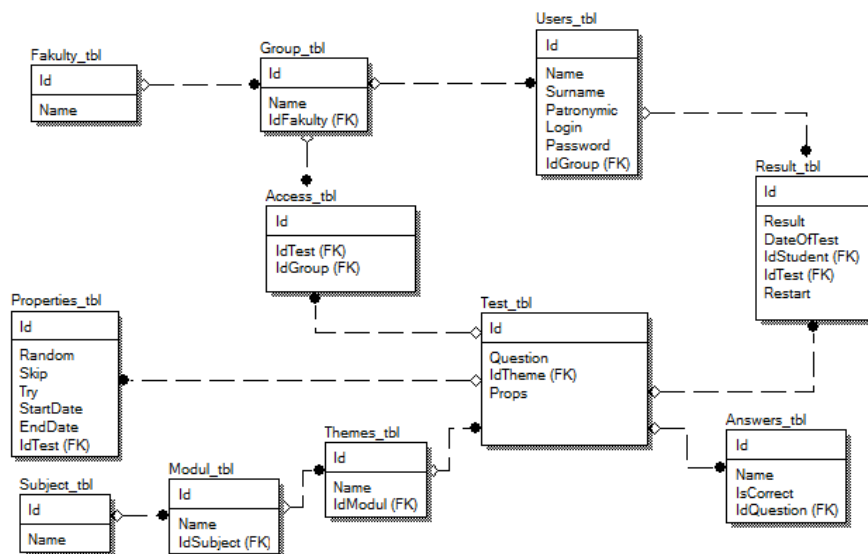 Fakulty_tbl
Id
Name
Group_tbl
Id
Name
IdFakulty (FK)
Users_tbl
Id
Name
Surname
Patronymic
Login
Password
IdGroup (FK)
Result_tbl
Id
Result
DateOfTest
IdStudent (FK)
IdTest (FK)
Restart
Access_tbl
Id
IdTest (FK)
IdGroup (FK)
Properties_tbl
Id
Random
Skip
Try
StartDate
EndDate
IdTest (FK)
Test_tbl
Id
Question
IdTheme (FK)
Props
Answers_tbl
Id
Name
IsCorrect
IdQuestion (FK)
Themes_tbl
Id
Name
IdModul (FK)
Modul_tbl
Id
Name
IdSubject (FK)
Subject_tbl
Id
Name